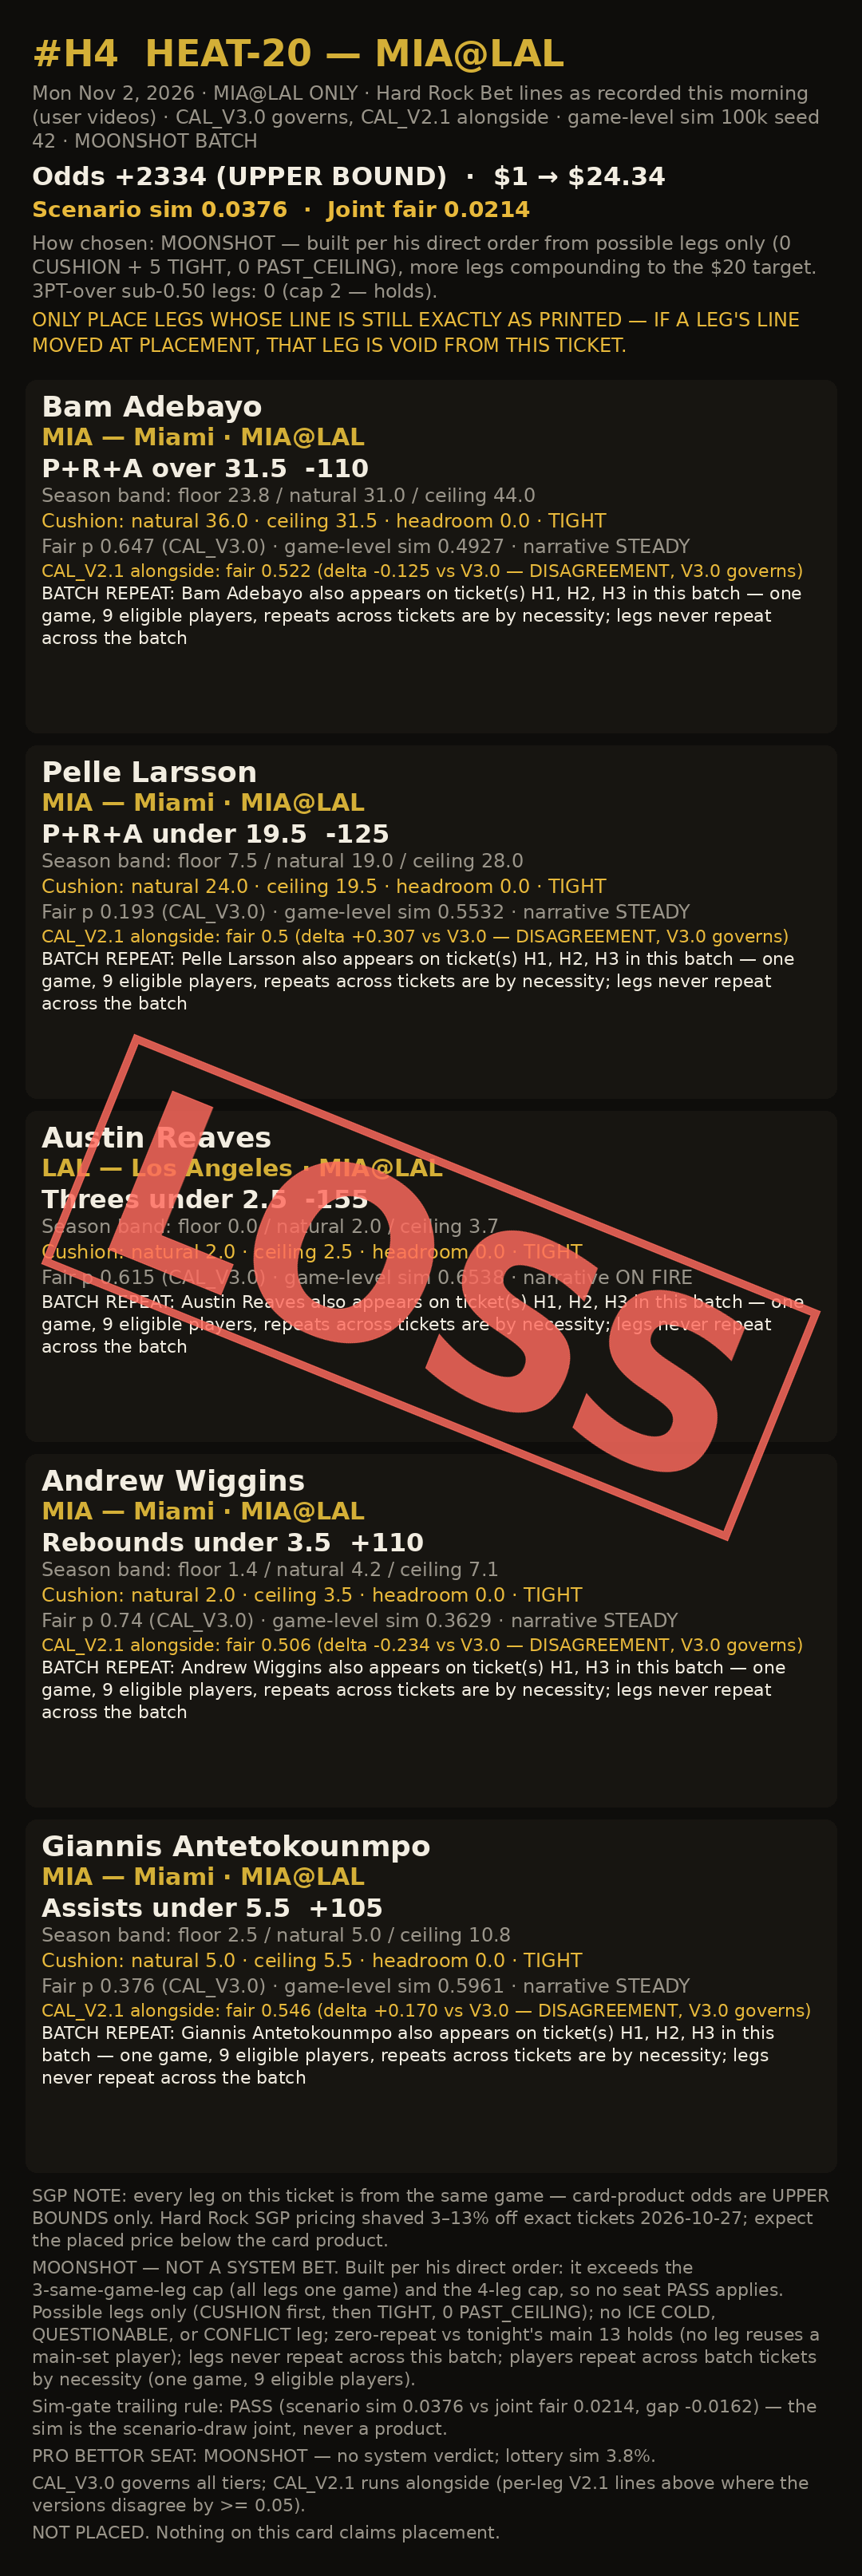 #H4  HEAT-20 — MIA@LAL
Mon Nov 2, 2026 · MIA@LAL ONLY · Hard Rock Bet lines as recorded this morning
(user videos) · CAL_V3.0 governs, CAL_V2.1 alongside · game-level sim 100k seed
42 · MOONSHOT BATCH
Odds +2334 (UPPER BOUND)  ·  $1 → $24.34
Scenario sim 0.0376  ·  Joint fair 0.0214
How chosen: MOONSHOT — built per his direct order from possible legs only (0
CUSHION + 5 TIGHT, 0 PAST_CEILING), more legs compounding to the $20 target.
3PT-over sub-0.50 legs: 0 (cap 2 — holds).
ONLY PLACE LEGS WHOSE LINE IS STILL EXACTLY AS PRINTED — IF A LEG'S LINE
MOVED AT PLACEMENT, THAT LEG IS VOID FROM THIS TICKET.
Bam Adebayo
MIA — Miami · MIA@LAL
P+R+A over 31.5  -110
Season band: floor 23.8 / natural 31.0 / ceiling 44.0
Cushion: natural 36.0 · ceiling 31.5 · headroom 0.0 · TIGHT
Fair p 0.647 (CAL_V3.0) · game-level sim 0.4927 · narrative STEADY
CAL_V2.1 alongside: fair 0.522 (delta -0.125 vs V3.0 — DISAGREEMENT, V3.0 governs)
BATCH REPEAT: Bam Adebayo also appears on ticket(s) H1, H2, H3 in this batch — one
game, 9 eligible players, repeats across tickets are by necessity; legs never repeat
across the batch
Pelle Larsson
MIA — Miami · MIA@LAL
P+R+A under 19.5  -125
Season band: floor 7.5 / natural 19.0 / ceiling 28.0
Cushion: natural 24.0 · ceiling 19.5 · headroom 0.0 · TIGHT
Fair p 0.193 (CAL_V3.0) · game-level sim 0.5532 · narrative STEADY
CAL_V2.1 alongside: fair 0.5 (delta +0.307 vs V3.0 — DISAGREEMENT, V3.0 governs)
BATCH REPEAT: Pelle Larsson also appears on ticket(s) H1, H2, H3 in this batch — one
game, 9 eligible players, repeats across tickets are by necessity; legs never repeat
across the batch
Austin Reaves
LAL — Los Angeles · MIA@LAL
Threes under 2.5  -155
Season band: floor 0.0 / natural 2.0 / ceiling 3.7
Cushion: natural 2.0 · ceiling 2.5 · headroom 0.0 · TIGHT
Fair p 0.615 (CAL_V3.0) · game-level sim 0.6538 · narrative ON FIRE
BATCH REPEAT: Austin Reaves also appears on ticket(s) H1, H2, H3 in this batch — one
game, 9 eligible players, repeats across tickets are by necessity; legs never repeat
across the batch
LOSS
Andrew Wiggins
MIA — Miami · MIA@LAL
Rebounds under 3.5  +110
Season band: floor 1.4 / natural 4.2 / ceiling 7.1
Cushion: natural 2.0 · ceiling 3.5 · headroom 0.0 · TIGHT
Fair p 0.74 (CAL_V3.0) · game-level sim 0.3629 · narrative STEADY
CAL_V2.1 alongside: fair 0.506 (delta -0.234 vs V3.0 — DISAGREEMENT, V3.0 governs)
BATCH REPEAT: Andrew Wiggins also appears on ticket(s) H1, H3 in this batch — one
game, 9 eligible players, repeats across tickets are by necessity; legs never repeat
across the batch
Giannis Antetokounmpo
MIA — Miami · MIA@LAL
Assists under 5.5  +105
Season band: floor 2.5 / natural 5.0 / ceiling 10.8
Cushion: natural 5.0 · ceiling 5.5 · headroom 0.0 · TIGHT
Fair p 0.376 (CAL_V3.0) · game-level sim 0.5961 · narrative STEADY
CAL_V2.1 alongside: fair 0.546 (delta +0.170 vs V3.0 — DISAGREEMENT, V3.0 governs)
BATCH REPEAT: Giannis Antetokounmpo also appears on ticket(s) H1, H2, H3 in this
batch — one game, 9 eligible players, repeats across tickets are by necessity; legs
never repeat across the batch
SGP NOTE: every leg on this ticket is from the same game — card-product odds are UPPER
BOUNDS only. Hard Rock SGP pricing shaved 3–13% off exact tickets 2026-10-27; expect
the placed price below the card product.
MOONSHOT — NOT A SYSTEM BET. Built per his direct order: it exceeds the
3-same-game-leg cap (all legs one game) and the 4-leg cap, so no seat PASS applies.
Possible legs only (CUSHION first, then TIGHT, 0 PAST_CEILING); no ICE COLD,
QUESTIONABLE, or CONFLICT leg; zero-repeat vs tonight's main 13 holds (no leg reuses a
main-set player); legs never repeat across this batch; players repeat across batch tickets
by necessity (one game, 9 eligible players).
Sim-gate trailing rule: PASS (scenario sim 0.0376 vs joint fair 0.0214, gap -0.0162) — the
sim is the scenario-draw joint, never a product.
PRO BETTOR SEAT: MOONSHOT — no system verdict; lottery sim 3.8%.
CAL_V3.0 governs all tiers; CAL_V2.1 runs alongside (per-leg V2.1 lines above where the
versions disagree by >= 0.05).
NOT PLACED. Nothing on this card claims placement.